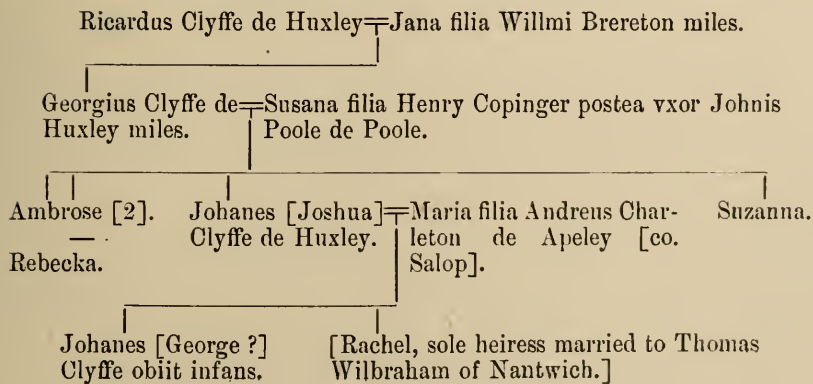 Ricardus Clyffe de Huxley=Jana filia Willmi Brereton miles.
Georgius Clyffe de=Susana filia Henry Copinger postea vxor Johnis
Huxley miles. Poole de Poole.
Ambrose [2]. Johanes [Joshua]=Maria filia Andreus Char- Suzanna.
— Clyffe de Huxley. leton de Apeley [co.
Rebecka. Salop].
Johanes [George ?] [Rachel, sole heiress married to Thomas
Clyffe obiit infans. Wilbraham of Nantwich.]